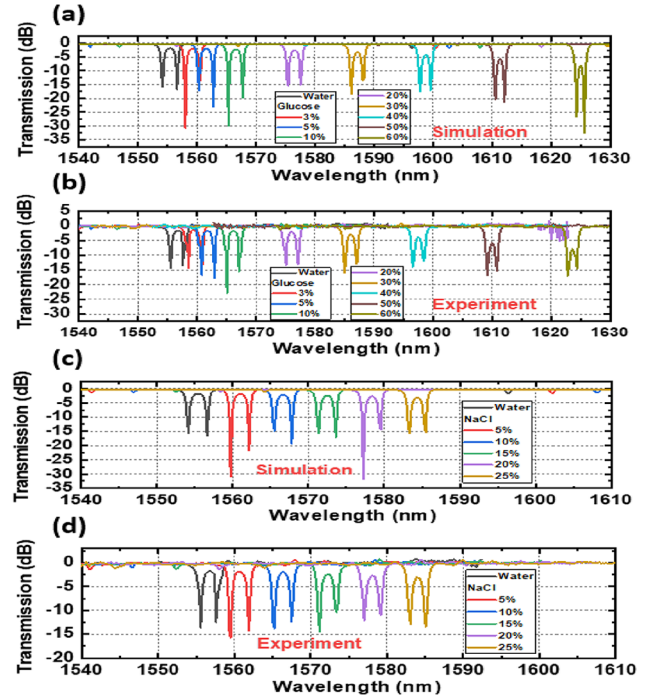 (a)
Transmission (dB)
0
-5
-10
-15
-20
-25
-30
-35
Water
Glucose
3%
5%
10%
20%
30%
40%
50%
60%
Simulation
1540 1550 1560 1570 1580 1590 1600 1610 1620 1630
Wavelength (nm)
(b)
Transmission (dB)
5
0
-5
-10
-15
-20
-25
-30
Water
Glucose
3%
5%
10%
20%
30%
40%
50%
60%
Experiment
1540 1550 1560 1570 1580 1590 1600 1610 1620 1630
Wavelength (nm)
(c)
Transmission (dB)
0
-5
-10
-15
-20
-25
-30
-35
Water
NaCl
5%
10%
15%
20%
25%
Simulation
1540 1550 1560 1570 1580 1590 1600 1610
Wavelength (nm)
(d)
Transmission (dB)
0
-5
-10
-15
-20
Water
NaCl
5%
10%
15%
20%
25%
Experiment
1540 1550 1560 1570 1580 1590 1600 1610
Wavelength (nm)